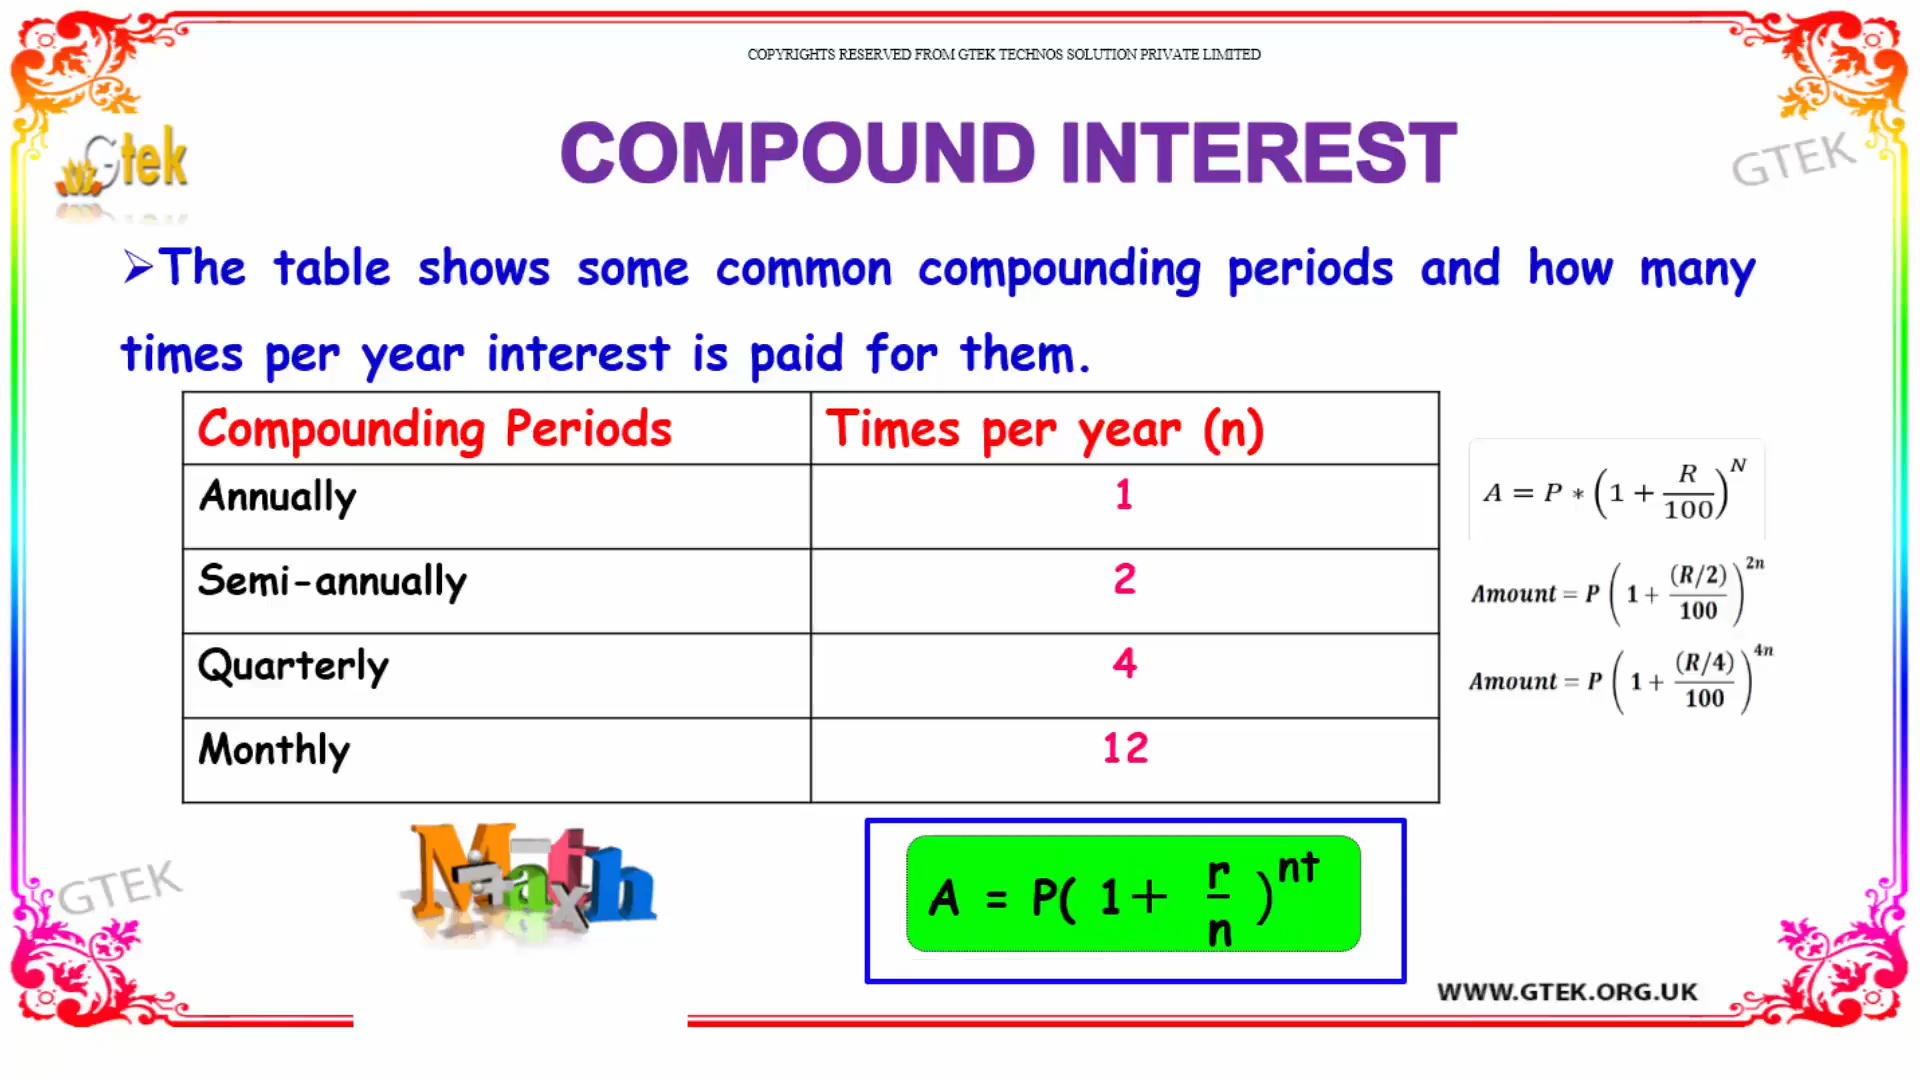 COPYRIGHTS RESERVED FROM GTEK TECHNOS SOLUTION PRIVATE LIMITED
Gtek
COMPOUND INTEREST
GTEK
➢The table shows some common compounding periods and how many
times per year interest is paid for them.
Compounding Periods Times per year (n)
Annually 1
Semi-annually 2
Quarterly 4
Monthly 12
A = P * (1 + R/100)^N
Amount = P (1 + (R/2)/100)^2n
Amount = P (1 + (R/4)/100)^4n
Math
GTEK
A = P( 1+ r/n )^nt
WWW.GTEK.ORG.UK